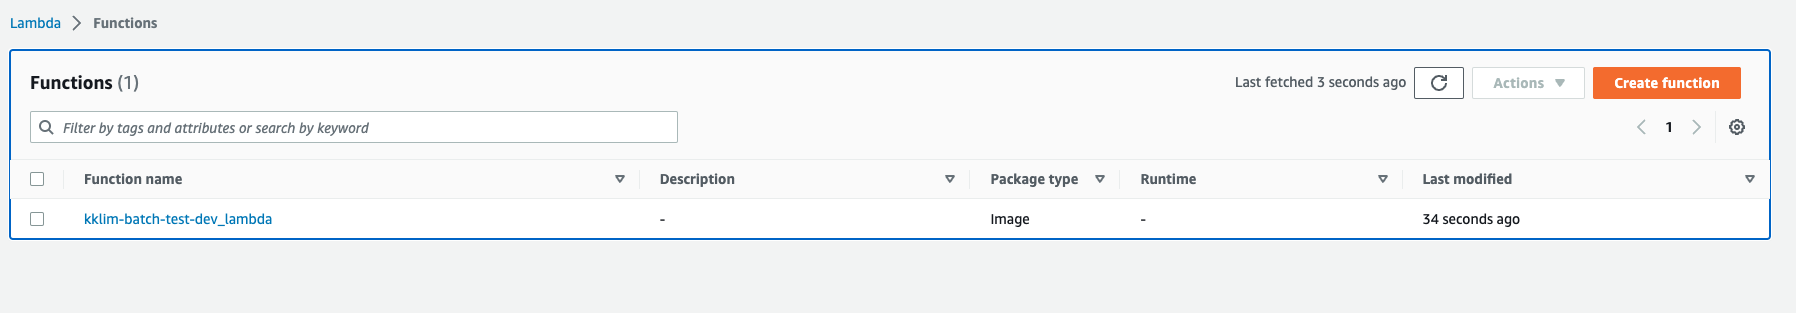 Lambda > Functions
Functions (1)
Last fetched 3 seconds ago
Actions
Create function
Filter by tags and attributes or search by keyword
1
Function name Description Package type Runtime Last modified
kklim-batch-test-dev_lambda - Image - 34 seconds ago